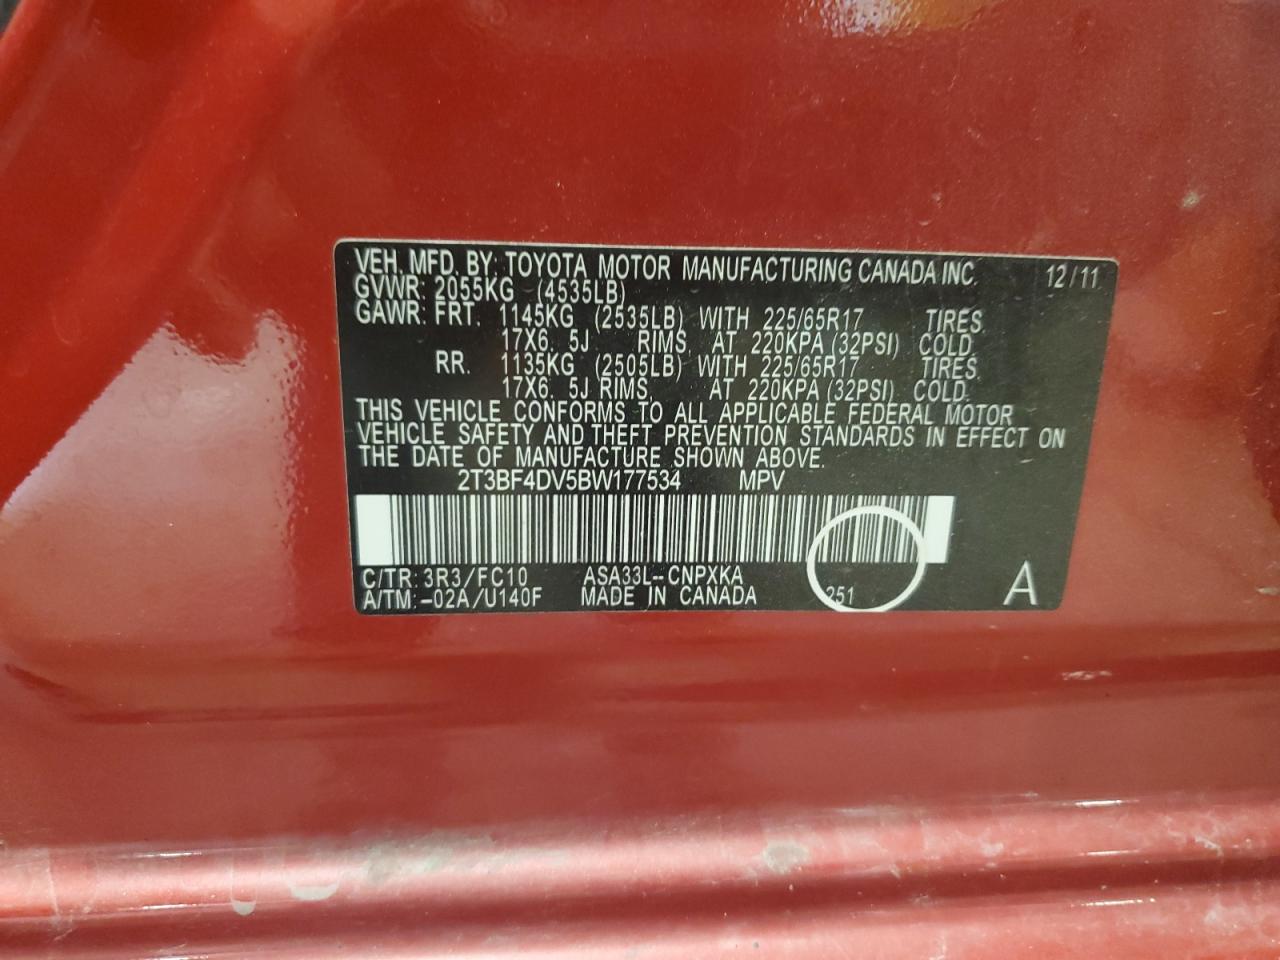 VEH. MFD. BY: TOYOTA MOTOR MANUFACTURING CANADA INC. 12/11
GVWR: 2055KG (4535LB)
GAWR: FRT. 1145KG (2535LB) WITH 225/65R17 TIRES.
17X6. 5J RIMS. AT 220KPA (32PSI) COLD.
RR. 1135KG (2505LB) WITH 225/65R17 TIRES.
17X6. 5J RIMS. AT 220KPA (32PSI) COLD.
THIS VEHICLE CONFORMS TO ALL APPLICABLE FEDERAL MOTOR
VEHICLE SAFETY AND THEFT PREVENTION STANDARDS IN EFFECT ON
THE DATE OF MANUFACTURE SHOWN ABOVE.
2T3BF4DV5BW177534 MPV
C/TR: 3R3/FC10 ASA33L-CNPXKA
A/TM: -02A/U140F MADE IN CANADA 251 A